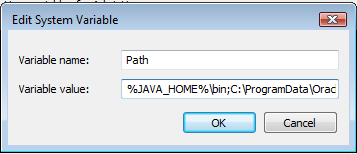 Edit System Variable
Variable name: Path
Variable value: %JAVA_HOME%\bin;C:\ProgramData\Orac
OK Cancel